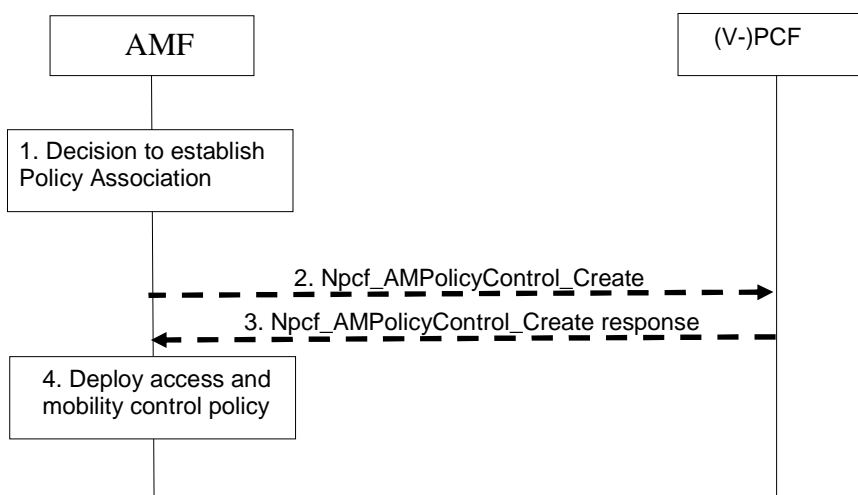 AMF
(V-)PCF
1. Decision to establish
Policy Association
2. Npcf_AMPolicyControl_Create
3. Npcf_AMPolicyControl_Create response
4. Deploy access and
mobility control policy